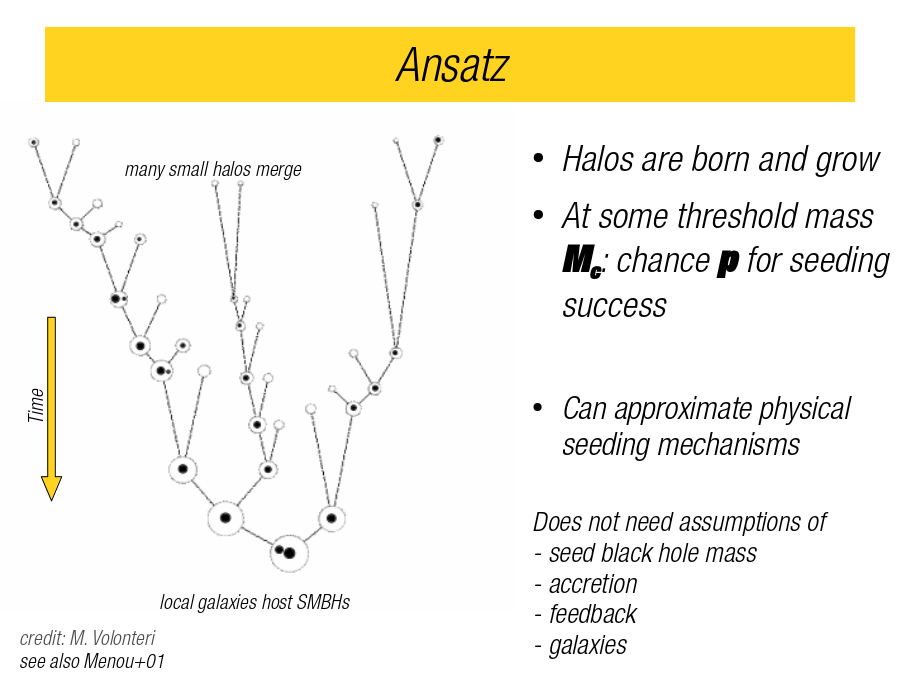 Ansatz
many small halos merge
Time
local galaxies host SMBHs
credit: M. Volonteri
see also Menou+01
• Halos are born and grow
• At some threshold mass
Mc: chance p for seeding
success
• Can approximate physical
seeding mechanisms
Does not need assumptions of
- seed black hole mass
- accretion
- feedback
- galaxies